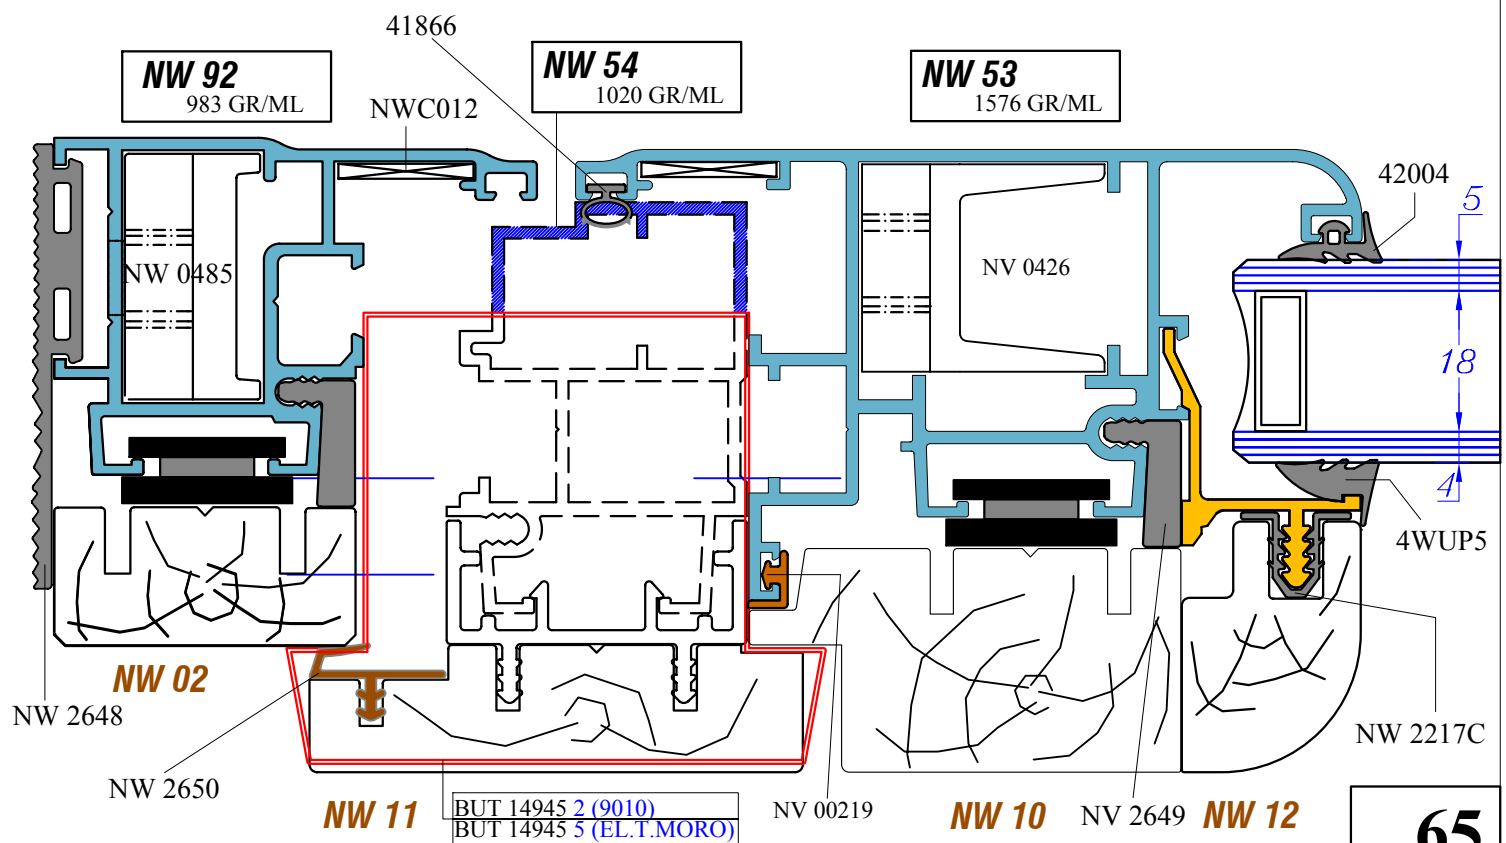 41866
NW 92
983 GR/ML
NWC012
NW 54
1020 GR/ML
NW 53
1576 GR/ML
42004
5
NW 0485
NV 0426
18
4
4WUP5
NW 02
NW 2648
NW 2650
NW 11
BUT 14945 2 (9010)
BUT 14945 5 (EL.T.MORO)
NV 00219
NW 10
NV 2649
NW 12
NW 2217C
65